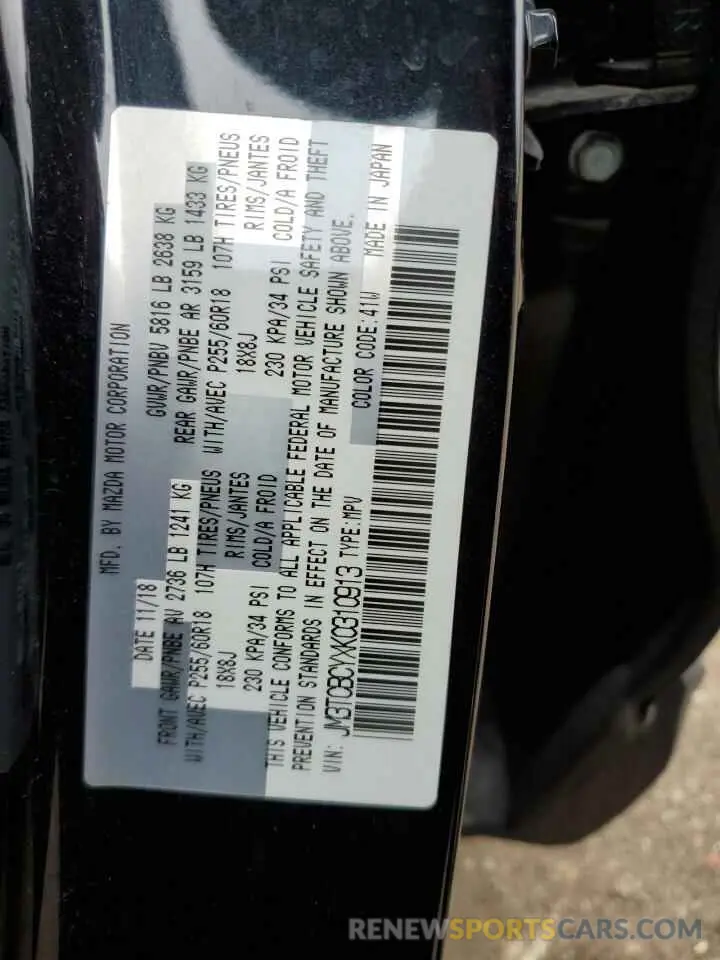 MFD. BY MAZDA MOTOR CORPORATION
DATE 11/18 GVWR/PNBV 5816 LB 2638 KG
FRONT GAWR/PNBE AV 2736 LB 1241 KG REAR GAWR/PNBE AR 3159 LB 1433 KG
WITH/AVEC P255/60R18 107H TIRES/PNEUS WITH/AVEC P255/60R18 107H TIRES/PNEUS
18X8J RIMS/JANTES 18X8J RIMS/JANTES
230 KPA/34 PSI COLD/A FROID 230 KPA/34 PSI COLD/A FROID
THIS VEHICLE CONFORMS TO ALL APPLICABLE FEDERAL MOTOR VEHICLE SAFETY AND THEFT
PREVENTION STANDARDS IN EFFECT ON THE DATE OF MANUFACTURE SHOWN ABOVE.
VIN: JM3TCBCYXK0310913 TYPE:MPV COLOR CODE:41W MADE IN JAPAN
RENEWSPORTSCARS.COM